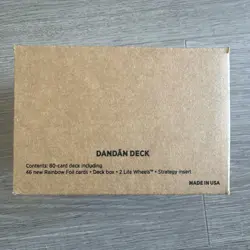 DANDÂN DECK
Contents: 80-card deck including
46 new Rainbow Foil cards • Deck box • 2 Life Wheels™ • Strategy insert
MADE IN USA